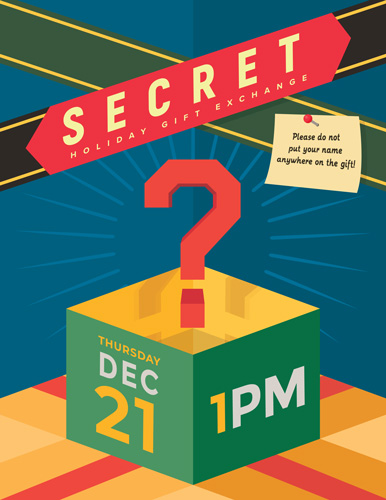 SECRET
HOLIDAY GIFT EXCHANGE
Please do not
put your name
anywhere on the gift!
?
THURSDAY
DEC
21
1PM